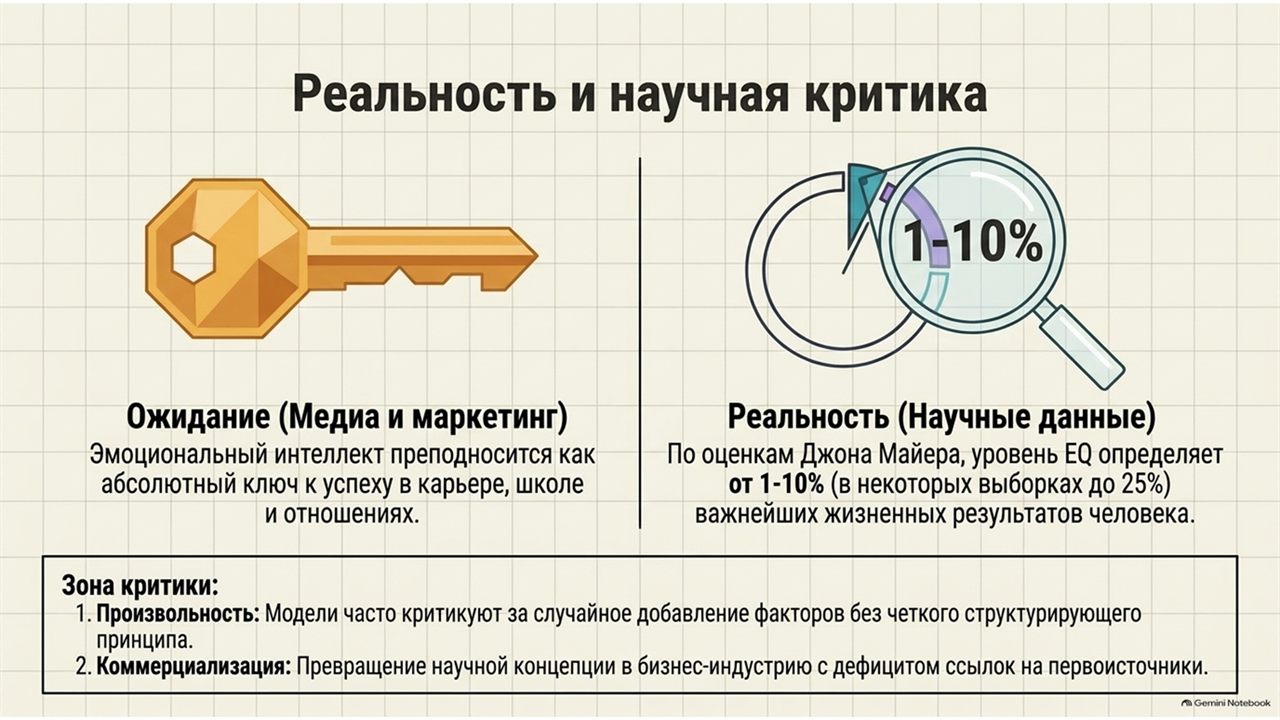 Реальность и научная критика
1-10%
Ожидание (Медиа и маркетинг)
Эмоциональный интеллект преподносится как
абсолютный ключ к успеху в карьере, школе
и отношениях.
Реальность (Научные данные)
По оценкам Джона Майера, уровень EQ определяет
от 1-10% (в некоторых выборках до 25%)
важнейших жизненных результатов человека.
Зона критики:
1. Произвольность: Модели часто критикуют за случайное добавление факторов без четкого структурирующего
принципа.
2. Коммерциализация: Превращение научной концепции в бизнес-индустрию с дефицитом ссылок на первоисточники.
Gemini Notebook